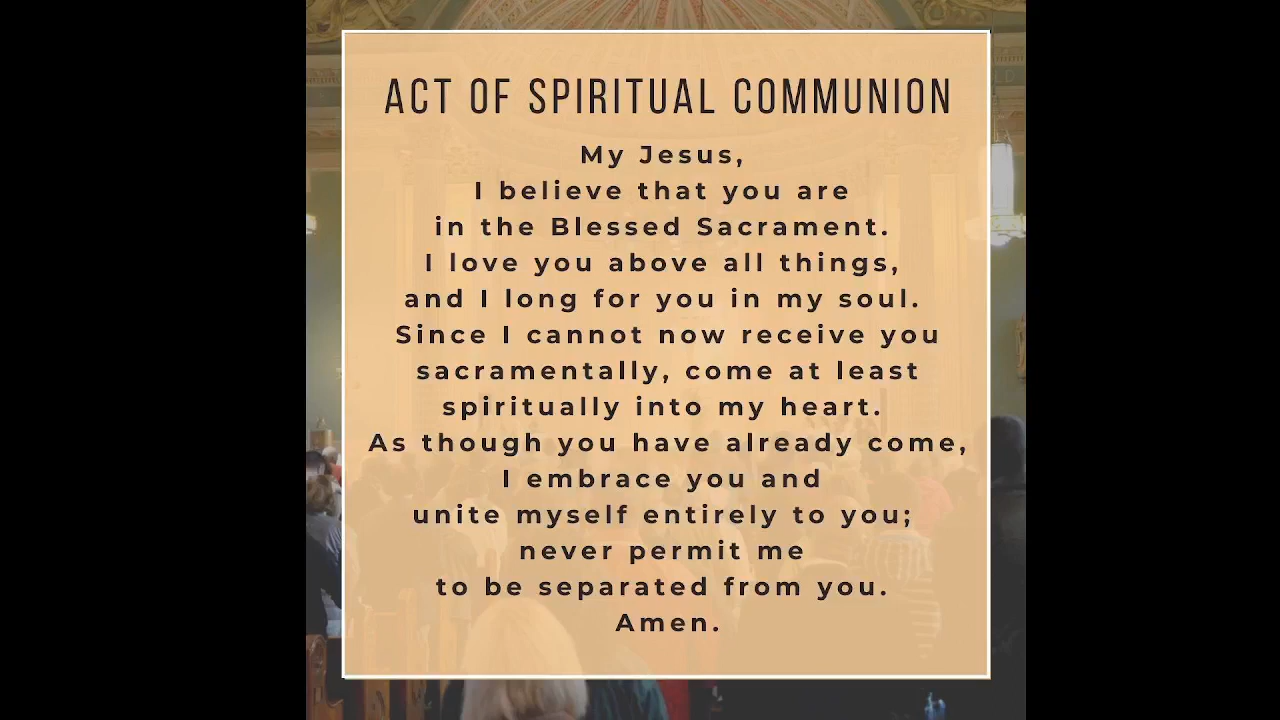 ACT OF SPIRITUAL COMMUNION
My Jesus,
I believe that you are
in the Blessed Sacrament.
I love you above all things,
and I long for you in my soul.
Since I cannot now receive you
sacramentally, come at least
spiritually into my heart.
As though you have already come,
I embrace you and
unite myself entirely to you;
never permit me
to be separated from you.
Amen.